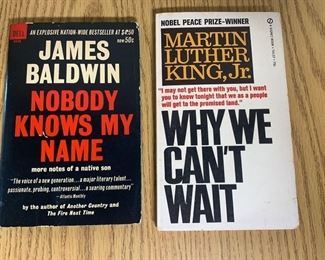 DELL
AN EXPLOSIVE NATION-WIDE BESTSELLER AT $4.50
NOW 50¢
JAMES
BALDWIN
NOBODY
KNOWS MY
NAME
more notes of a native son
"The voice of a new generation... a major literary talent...
passionate, probing, controversial... a searing commentary"
Atlantic Monthly
by the author of Another Country and
The Fire Next Time
NOBEL PEACE PRIZE-WINNER
MARTIN
LUTHER
KING, Jr.
"I may not get there with you, but I want
you to know tonight that we as a people
will get to the promised land."
WHY WE
CAN'T
WAIT